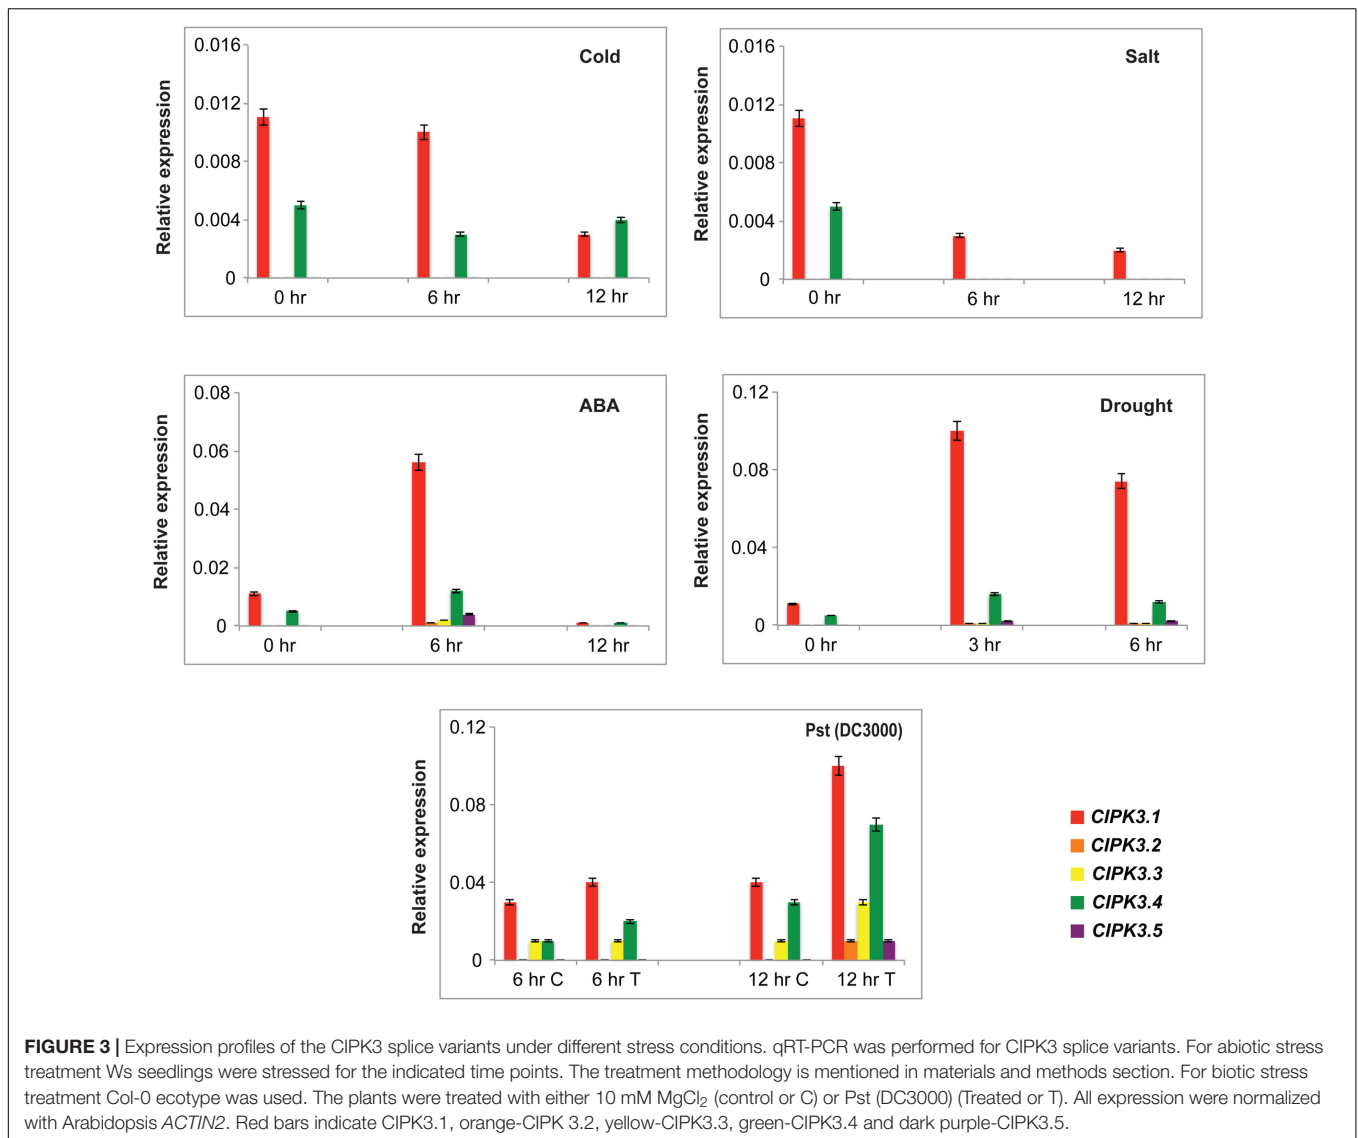 Cold
Relative expression
0.016
0.012
0.008
0.004
0
0 hr
6 hr
12 hr
Salt
Relative expression
0.016
0.012
0.008
0.004
0
0 hr
6 hr
12 hr
ABA
Relative expression
0.08
0.06
0.04
0.02
0
0 hr
6 hr
12 hr
Drought
Relative expression
0.12
0.08
0.04
0
0 hr
3 hr
6 hr
Pst (DC3000)
Relative expression
0.12
0.08
0.04
0
6 hr C
6 hr T
12 hr C
12 hr T
CIPK3.1
CIPK3.2
CIPK3.3
CIPK3.4
CIPK3.5
FIGURE 3 | Expression profiles of the CIPK3 splice variants under different stress conditions. qRT-PCR was performed for CIPK3 splice variants. For abiotic stress
treatment Ws seedlings were stressed for the indicated time points. The treatment methodology is mentioned in materials and methods section. For biotic stress
treatment Col-0 ecotype was used. The plants were treated with either 10 mM MgCl₂ (control or C) or Pst (DC3000) (Treated or T). All expression were normalized
with Arabidopsis ACTIN2. Red bars indicate CIPK3.1, orange-CIPK 3.2, yellow-CIPK3.3, green-CIPK3.4 and dark purple-CIPK3.5.